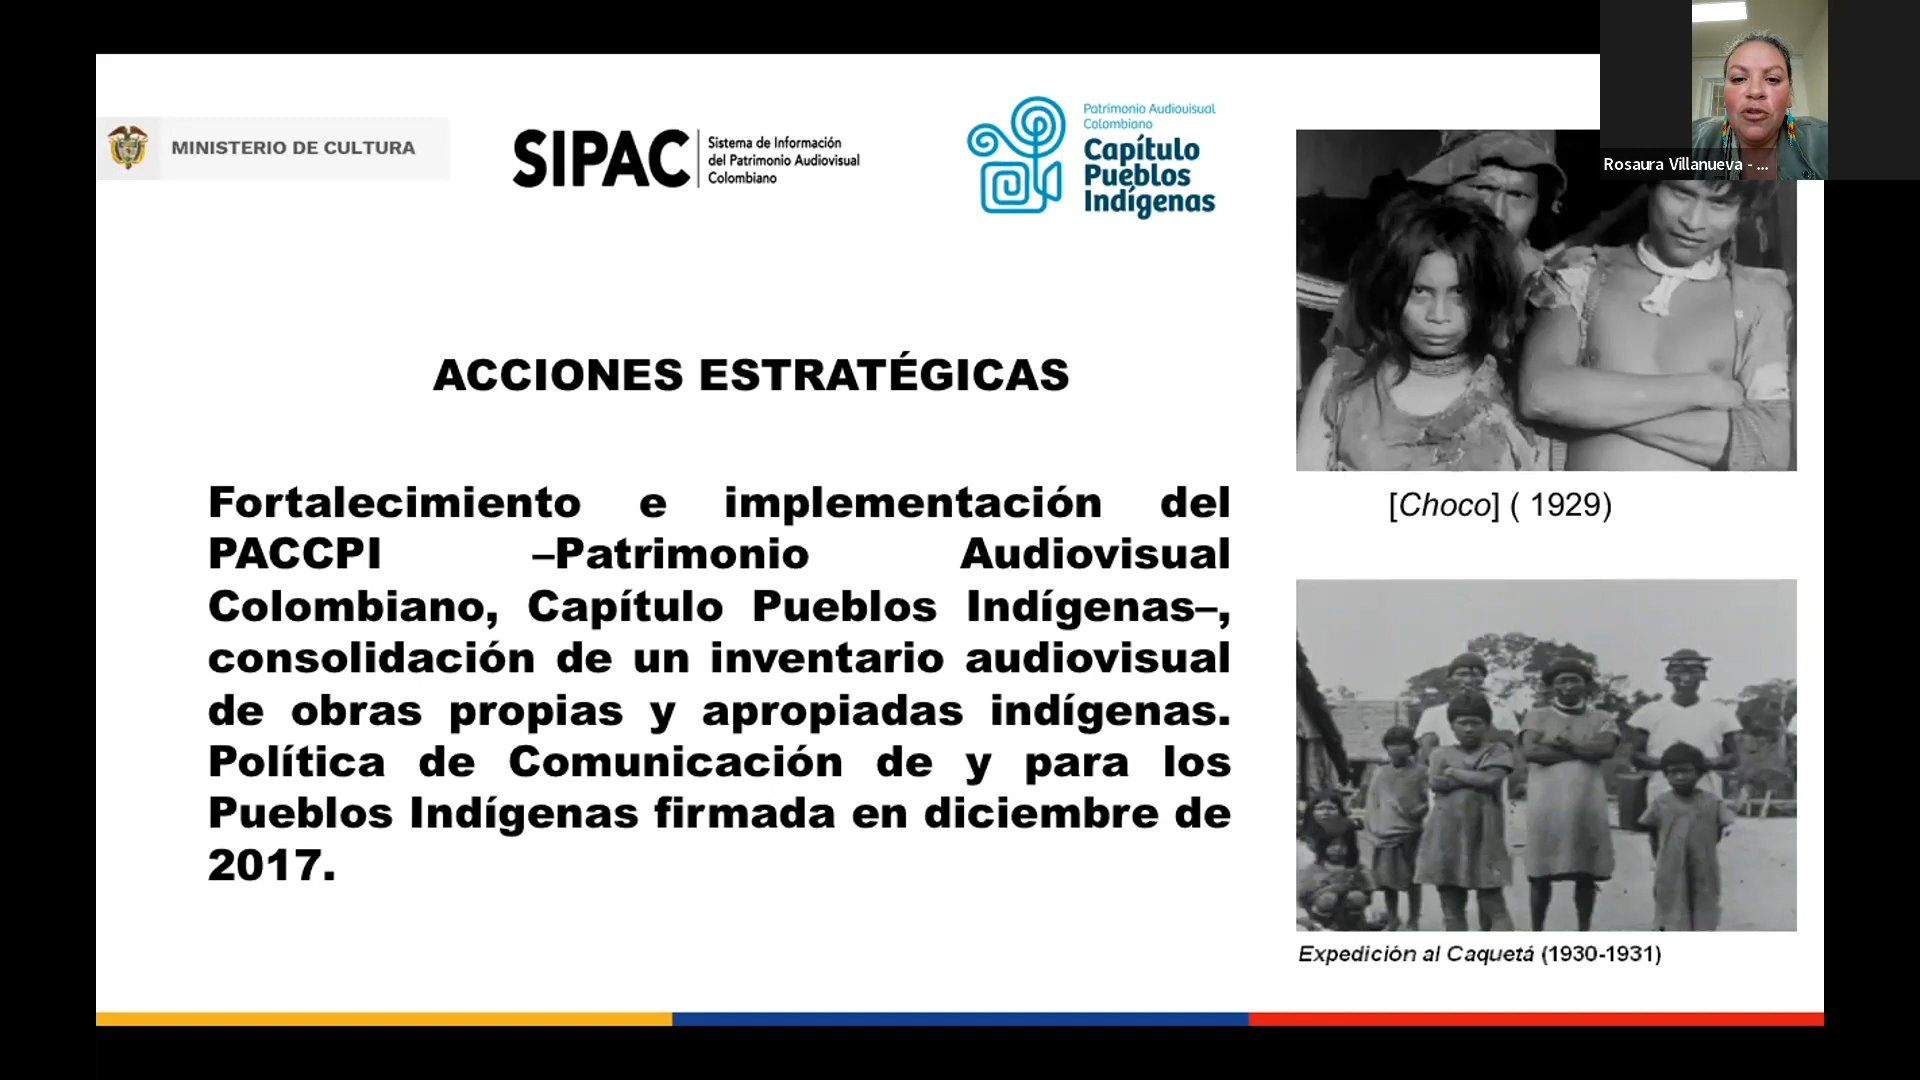 MINISTERIO DE CULTURA
SIPAC
Sistema de Información
del Patrimonio Audiovisual
Colombiano
Patrimonio Audiovisual
Colombiano
Capítulo
Pueblos
Indígenas
Rosaura Villanueva - ...
ACCIONES ESTRATÉGICAS
Fortalecimiento e implementación del
PACCPI –Patrimonio Audiovisual
Colombiano, Capítulo Pueblos Indígenas–,
consolidación de un inventario audiovisual
de obras propias y apropiadas indígenas.
Política de Comunicación de y para los
Pueblos Indígenas firmada en diciembre de
2017.
[Choco] ( 1929)
Expedición al Caquetá (1930-1931)